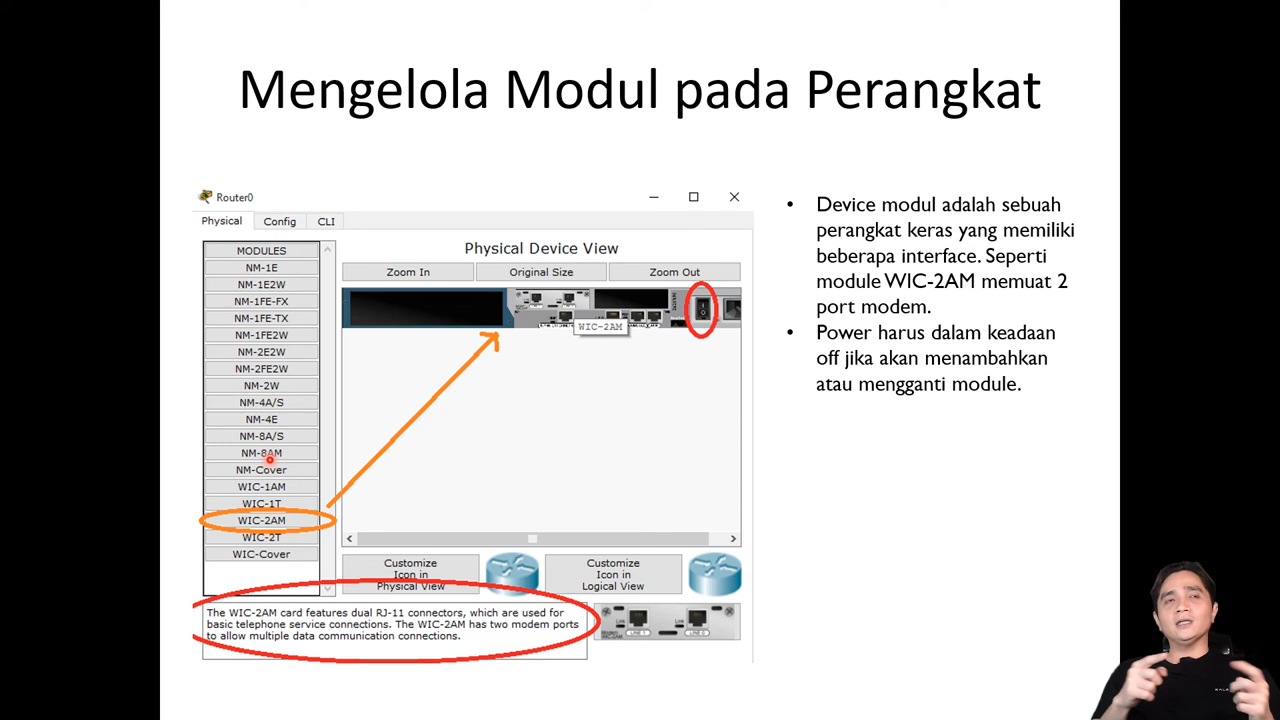 Mengelola Modul pada Perangkat
Router0
Physical
Config
CLI
MODULES
NM-1E
NM-1E2W
NM-1FE-FX
NM-1FE-TX
NM-1FE2W
NM-2E2W
NM-2FE2W
NM-2W
NM-4A/S
NM-4E
NM-8A/S
NM-8AM
NM-Cover
WIC-1AM
WIC-1T
WIC-2AM
WIC-2T
WIC-Cover
Physical Device View
Zoom In
Original Size
Zoom Out
WIC-2AM
Customize
Icon in
Physical View
Customize
Icon in
Logical View
The WIC-2AM card features dual RJ-11 connectors, which are used for
basic telephone service connections. The WIC-2AM has two modem ports
to allow multiple data communication connections.
Link
LINE 1
Link
LINE 0
• Device modul adalah sebuah
perangkat keras yang memiliki
beberapa interface. Seperti
module WIC-2AM memuat 2
port modem.
• Power harus dalam keadaan
off jika akan menambahkan
atau mengganti module.